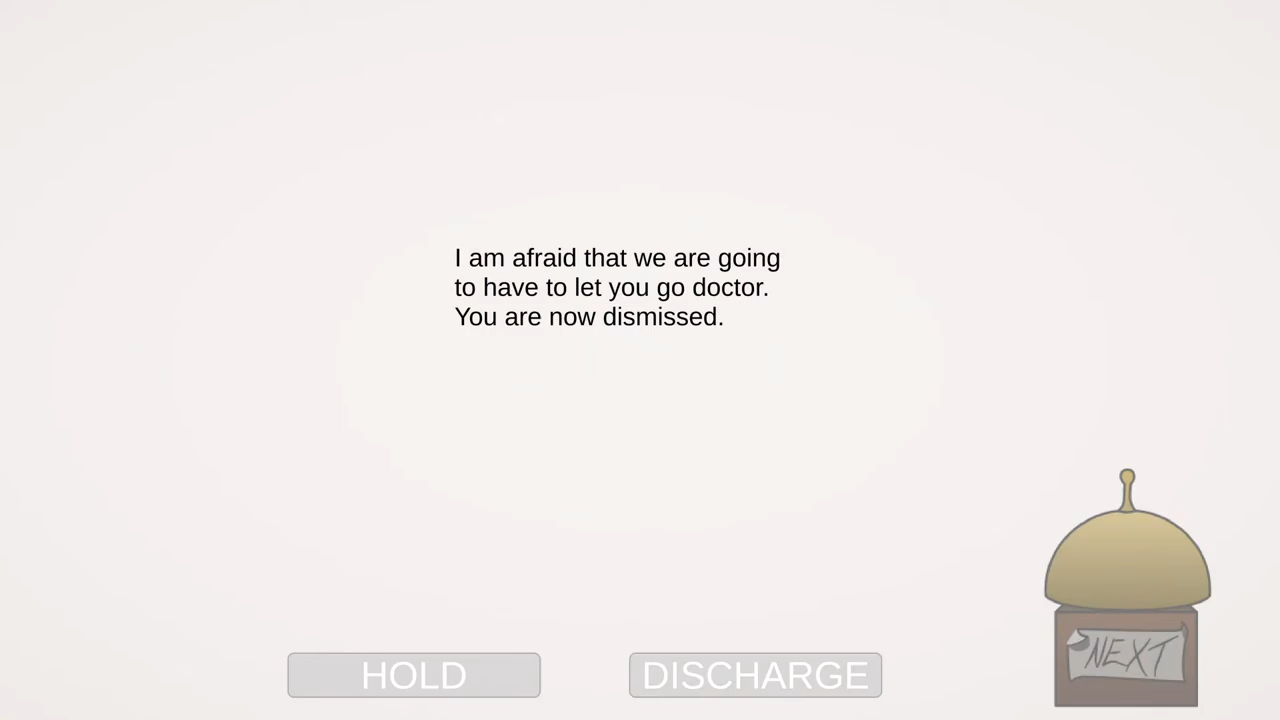 I am afraid that we are going
to have to let you go doctor.
You are now dismissed.
NEXT
HOLD
DISCHARGE